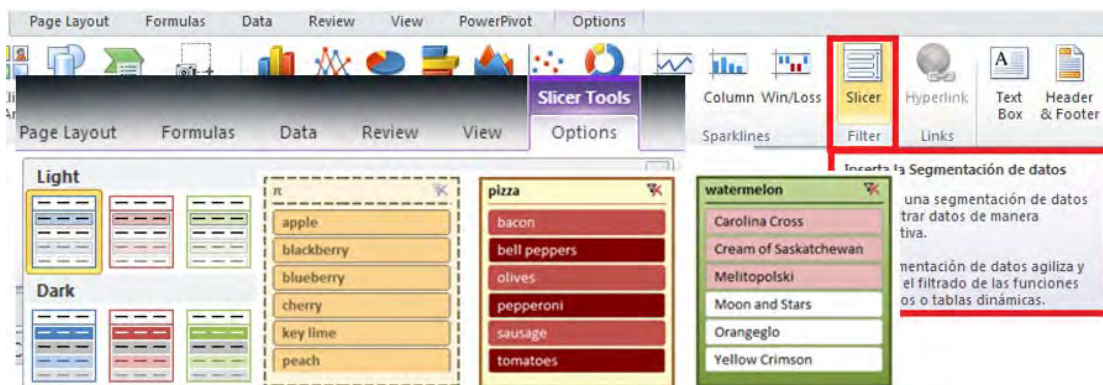 Page Layout Formulas Data Review View PowerPivot Options
Column Win/Loss Slicer Hyperlink Text Box Header & Footer
Sparklines Filter Links
Slicer Tools
Page Layout Formulas Data Review View Options
Inserta la Segmentación de datos
una segmentación de datos
trar datos de manera
tiva.
mentación de datos agiliza y
el filtrado de las funciones
os o tablas dinámicas.
Light
Dark
π
apple
blackberry
blueberry
cherry
key lime
peach
pizza
bacon
bell peppers
olives
pepperoni
sausage
tomatoes
watermelon
Carolina Cross
Cream of Saskatchewan
Melitopolski
Moon and Stars
Orangeglo
Yellow Crimson